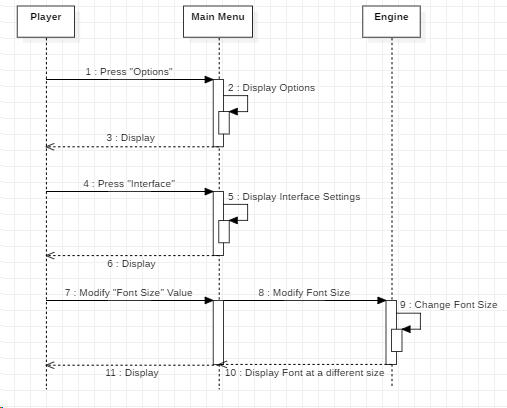 Player
Main Menu
Engine
1 : Press "Options"
2 : Display Options
3 : Display
4 : Press "Interface"
5 : Display Interface Settings
6 : Display
7 : Modify "Font Size" Value
8 : Modify Font Size
9 : Change Font Size
10 : Display Font at a different size
11 : Display